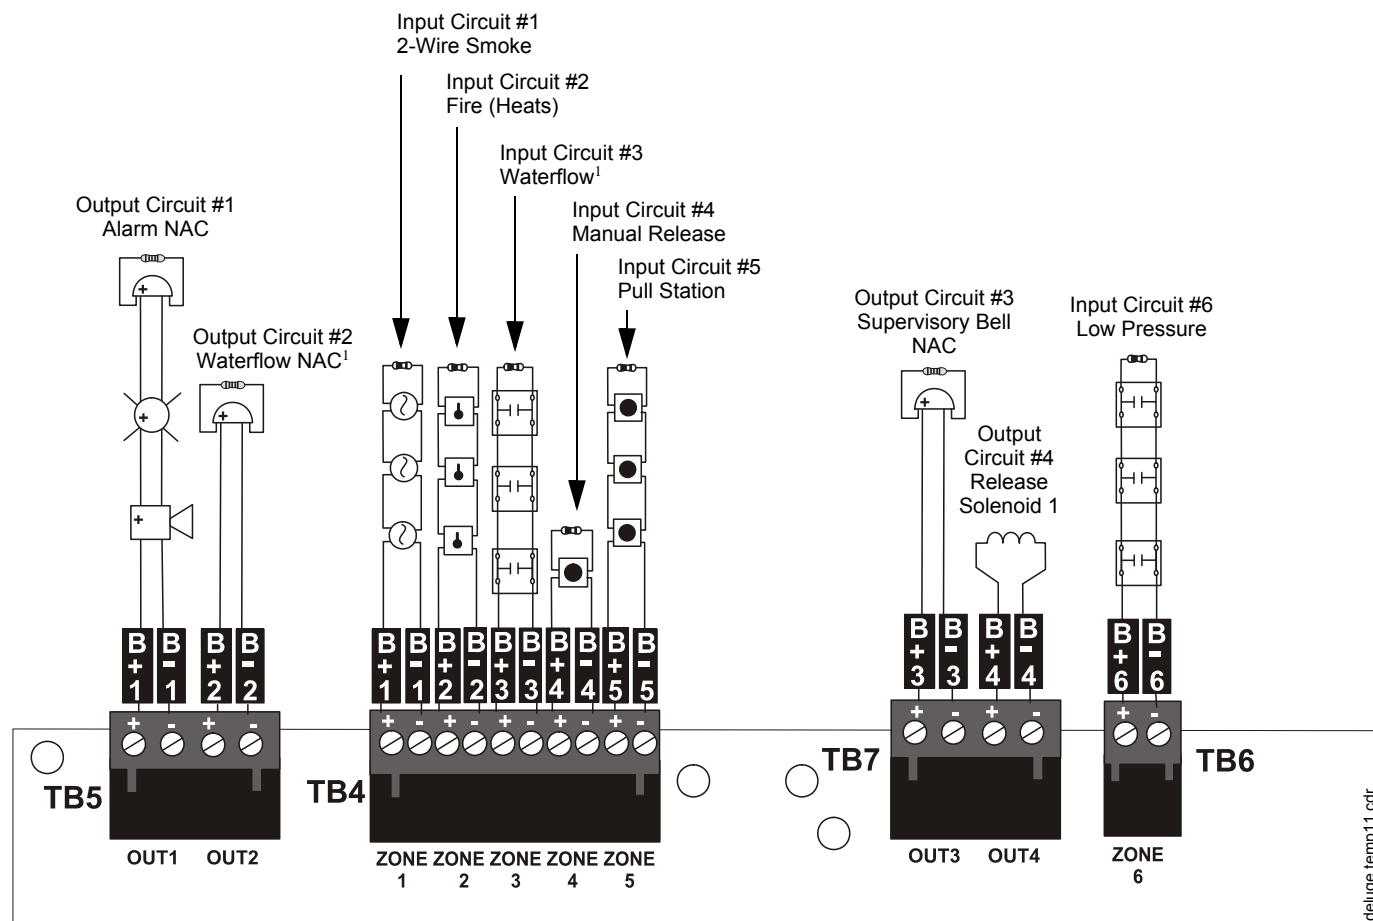 Input Circuit #1
2-Wire Smoke
Input Circuit #2
Fire (Heats)
Input Circuit #3
Waterflow1
Input Circuit #4
Manual Release
Input Circuit #5
Pull Station
Output Circuit #1
Alarm NAC
Output Circuit #2
Waterflow NAC1
Output Circuit #3
Supervisory Bell
NAC
Output
Circuit #4
Release
Solenoid 1
Input Circuit #6
Low Pressure
+
+
+
+
+
+
B+1
B-1
B+2
B-2
B+1
B-1
B+2
B-2
B+3
B-3
B+4
B-4
B+5
B-5
B+3
B-3
B+4
B-4
B+6
B-6
+ - + -
+ - + - + - + - + -
+ - + -
+ -
TB5
TB4
TB7
TB6
OUT1 OUT2
ZONE 1
ZONE 2
ZONE 3
ZONE 4
ZONE 5
OUT3 OUT4
ZONE 6
deluge temp11.cdr